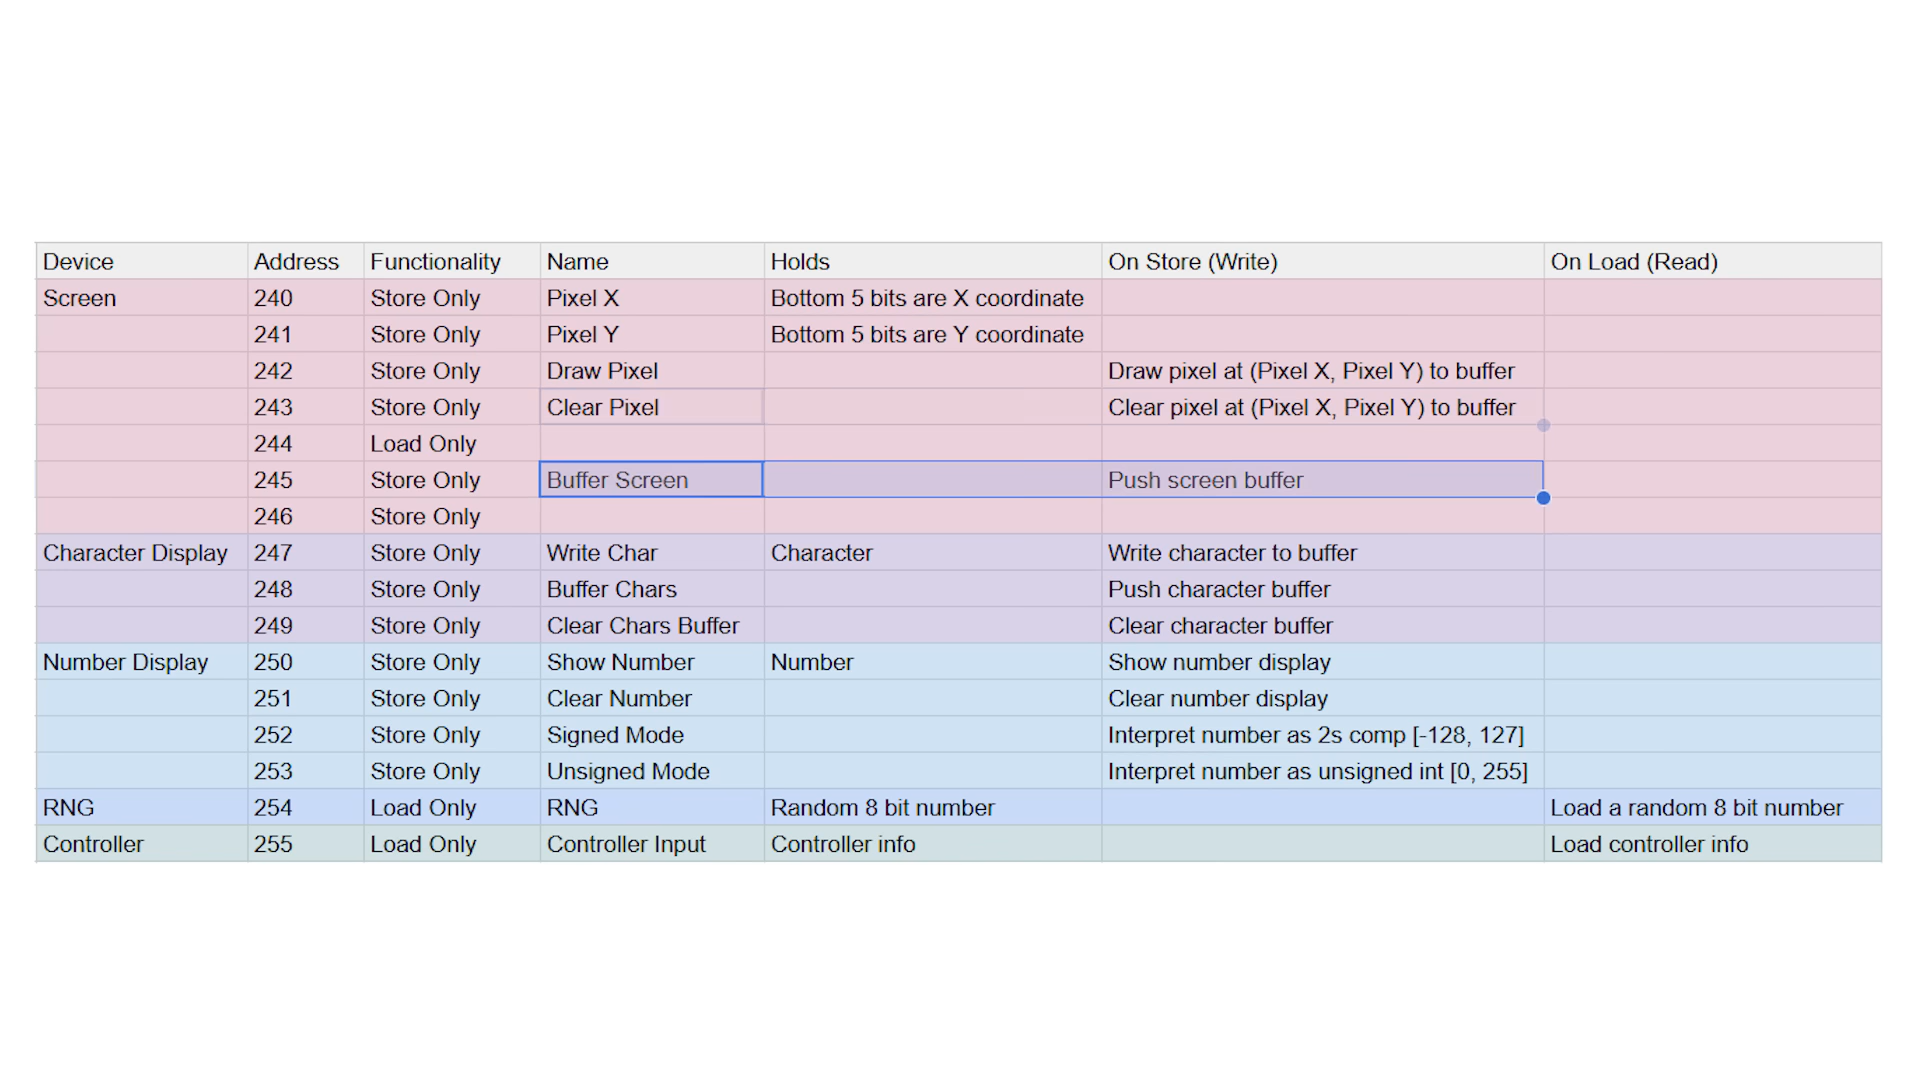 Device Address Functionality Name Holds On Store (Write) On Load (Read)
Screen 240 Store Only Pixel X Bottom 5 bits are X coordinate
241 Store Only Pixel Y Bottom 5 bits are Y coordinate
242 Store Only Draw Pixel Draw pixel at (Pixel X, Pixel Y) to buffer
243 Store Only Clear Pixel Clear pixel at (Pixel X, Pixel Y) to buffer
244 Load Only
245 Store Only Buffer Screen Push screen buffer
246 Store Only
Character Display 247 Store Only Write Char Character Write character to buffer
248 Store Only Buffer Chars Push character buffer
249 Store Only Clear Chars Buffer Clear character buffer
Number Display 250 Store Only Show Number Number Show number display
251 Store Only Clear Number Clear number display
252 Store Only Signed Mode Interpret number as 2s comp [-128, 127]
253 Store Only Unsigned Mode Interpret number as unsigned int [0, 255]
RNG 254 Load Only RNG Random 8 bit number Load a random 8 bit number
Controller 255 Load Only Controller Input Controller info Load controller info